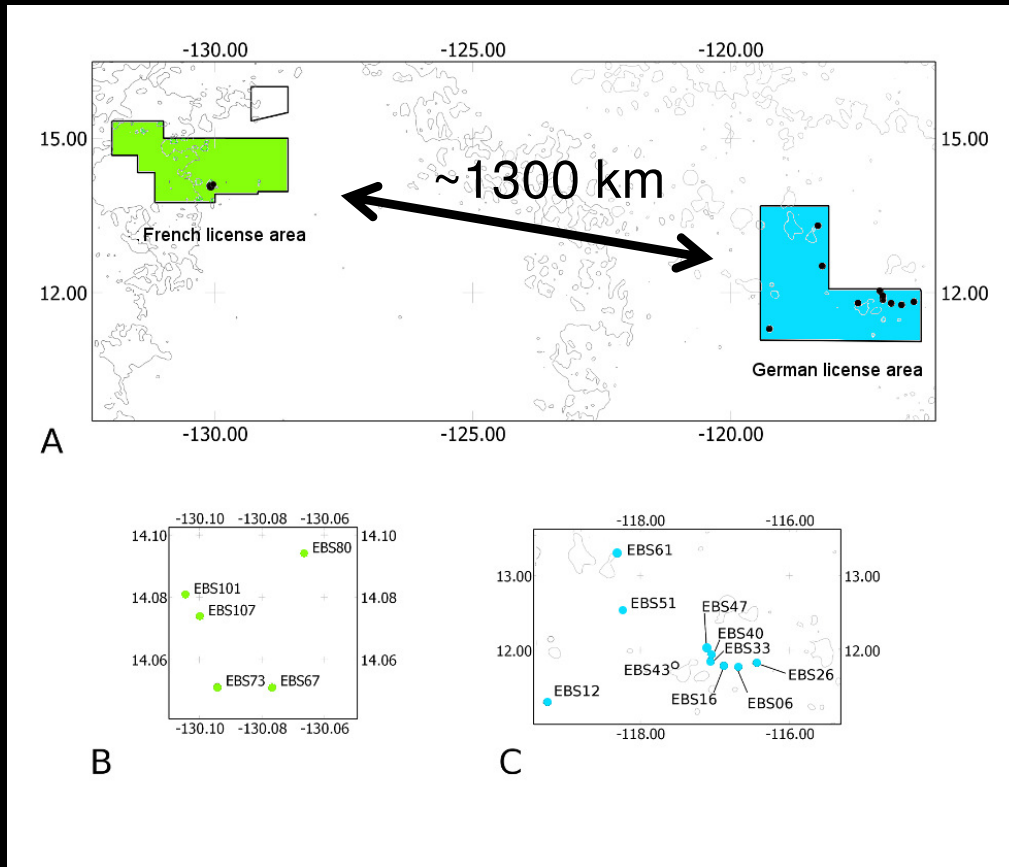 -130.00 -125.00 -120.00
15.00 15.00
~1300 km
French license area
12.00 12.00
German license area
-130.00 -125.00 -120.00
A
-130.10 -130.08 -130.06
14.10 14.10
EBS80
EBS101
14.08 14.08
EBS107
14.06 14.06
EBS73 EBS67
-130.10 -130.08 -130.06
B
-118.00 -116.00
EBS61
13.00 13.00
EBS51 EBS47
EBS40
EBS33
12.00 12.00
EBS43
EBS26
EBS12 EBS16 EBS06
-118.00 -116.00
C